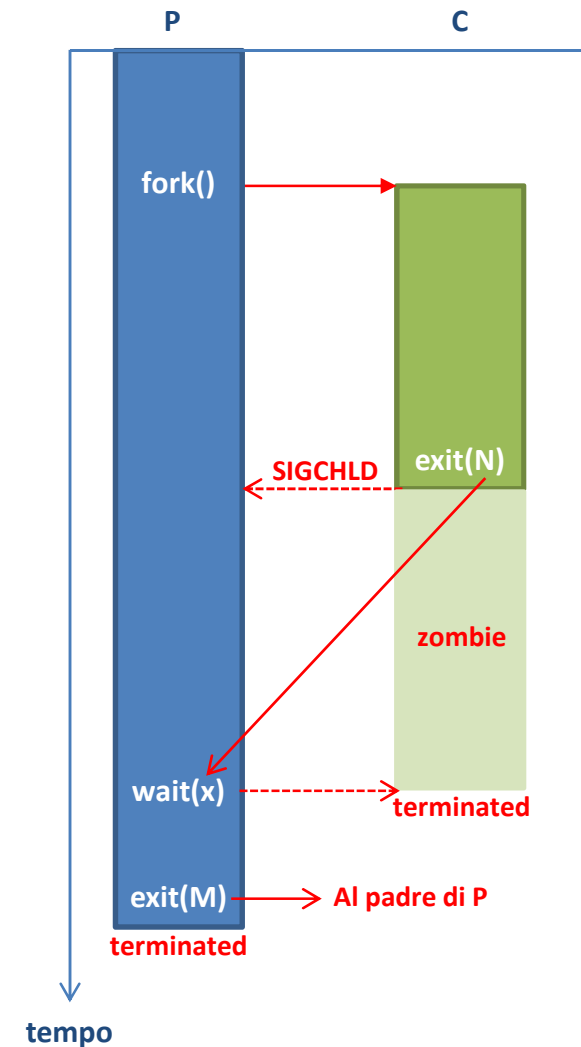 P
C
fork()
exit(N)
SIGCHLD
zombie
wait(x)
terminated
exit(M)
Al padre di P
terminated
tempo